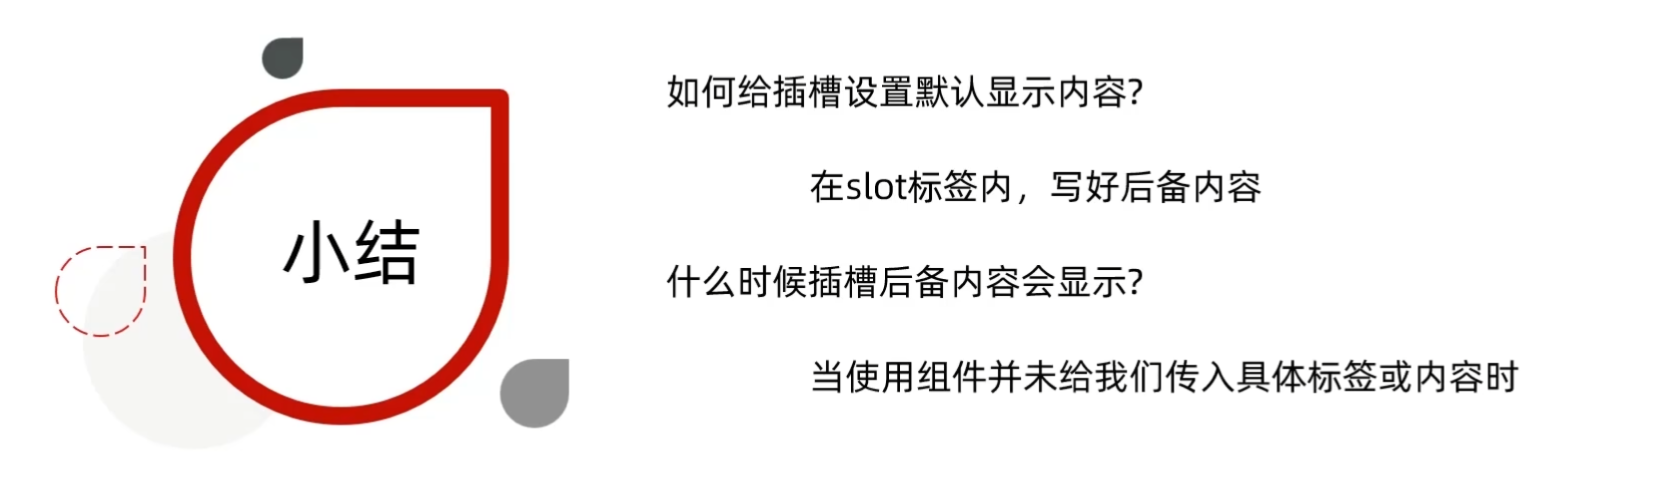 小结
如何给插槽设置默认显示内容?
在slot标签内，写好后备内容
什么时候插槽后备内容会显示?
当使用组件并未给我们传入具体标签或内容时